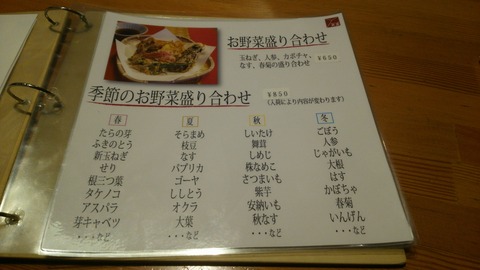 お野菜盛り合わせ
玉ねぎ、人参、カボチャ、
なす、春菊の盛り合わせ
￥650
季節のお野菜盛り合わせ
￥850
(入荷により内容が変わります)
春
たらの芽
ふきのとう
新玉ねぎ
せり
根三つ葉
タケノコ
アスパラ
芽キャベツ
・・・など
夏
そらまめ
枝豆
なす
パプリカ
ゴーヤ
ししとう
オクラ
大葉
・・・など
秋
しいたけ
舞茸
しめじ
株なめこ
さつまいも
紫芋
安納いも
秋なす
・・・など
冬
ごぼう
人参
じゃがいも
大根
はす
かぼちゃ
春菊
いんげん
・・・など